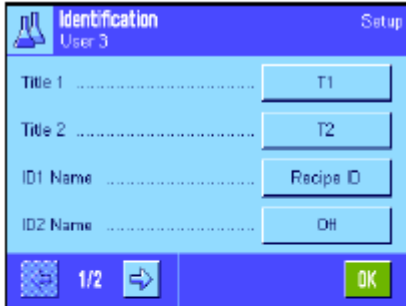 Identification
Setup
User 3
Title 1 ........................................ T1
Title 2 ........................................ T2
ID1 Name ................................. Recipe ID
ID2 Name ................................. Off
1/2
OK